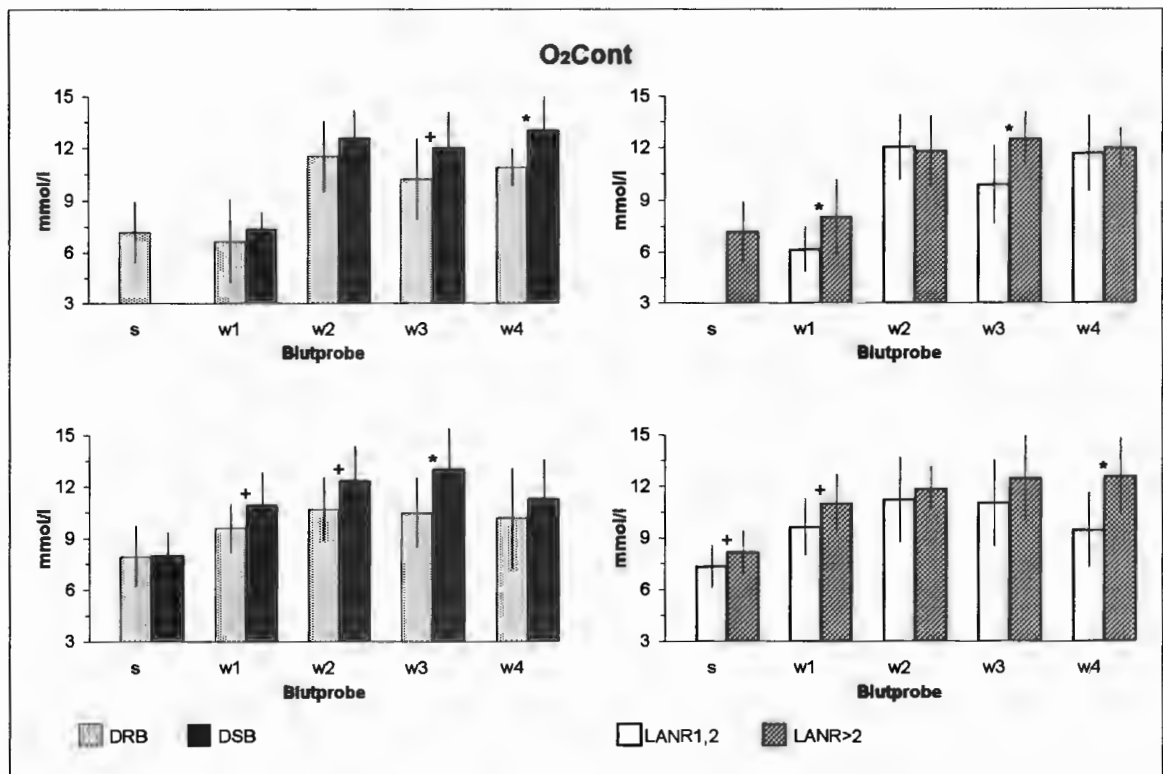 O₂Cont
15
12
9
6
3
mmol/l
+
*
s w1 w2 w3 w4
Blutprobe
15
12
9
6
3
mmol/l
*
*
s w1 w2 w3 w4
Blutprobe
15
12
9
6
3
mmol/l
+
+
*
s w1 w2 w3 w4
Blutprobe
15
12
9
6
3
mmol/l
+
+
*
s w1 w2 w3 w4
Blutprobe
DRB DSB
LANR1,2 LANR>2